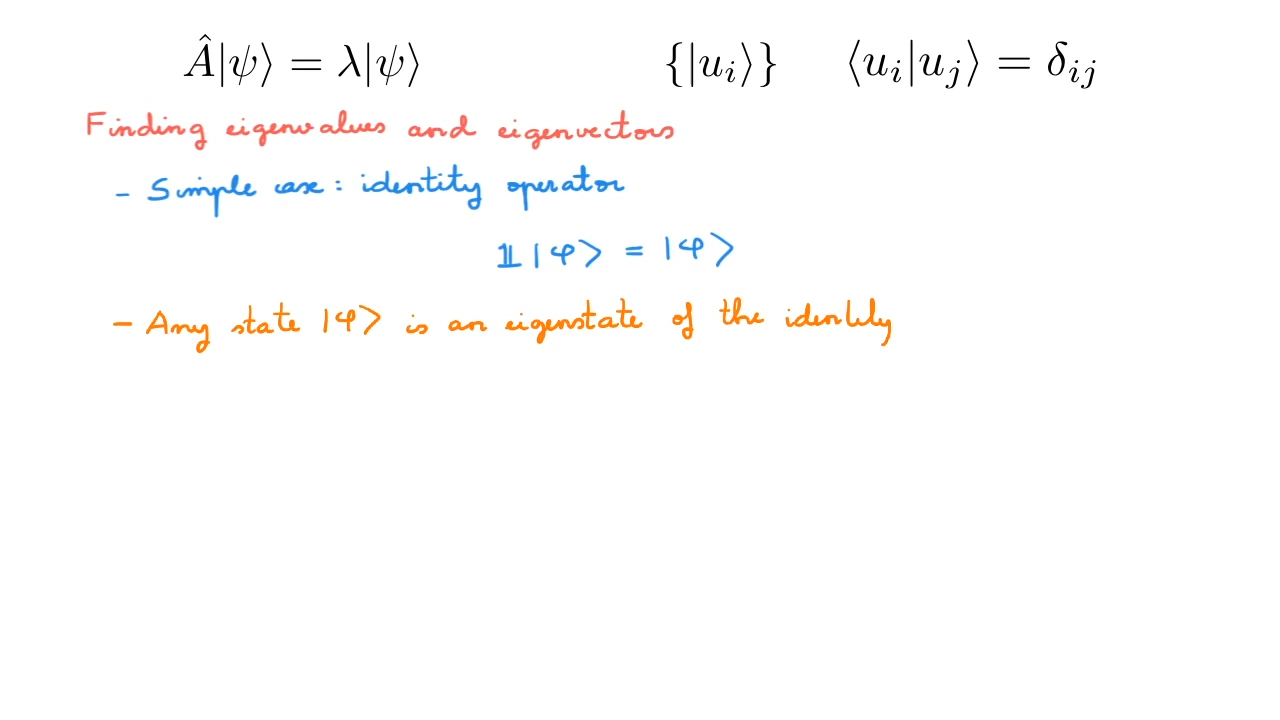 Â|ψ⟩ = λ|ψ⟩ {|uᵢ⟩} ⟨uᵢ|uⱼ⟩ = δᵢⱼ
Finding eigenvalues and eigenvectors
- Simple case: identity operator
𝟙|φ⟩ = |φ⟩
- Any state |φ⟩ is an eigenstate of the identity